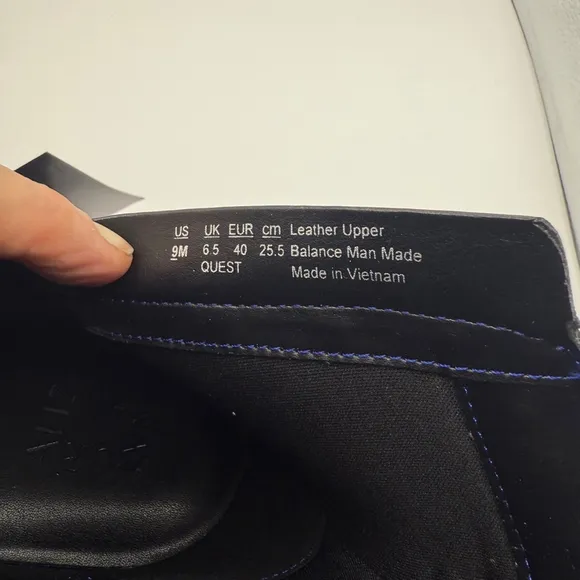 US UK EUR cm Leather Upper
9M 6.5 40 25.5 Balance Man Made
QUEST Made in Vietnam